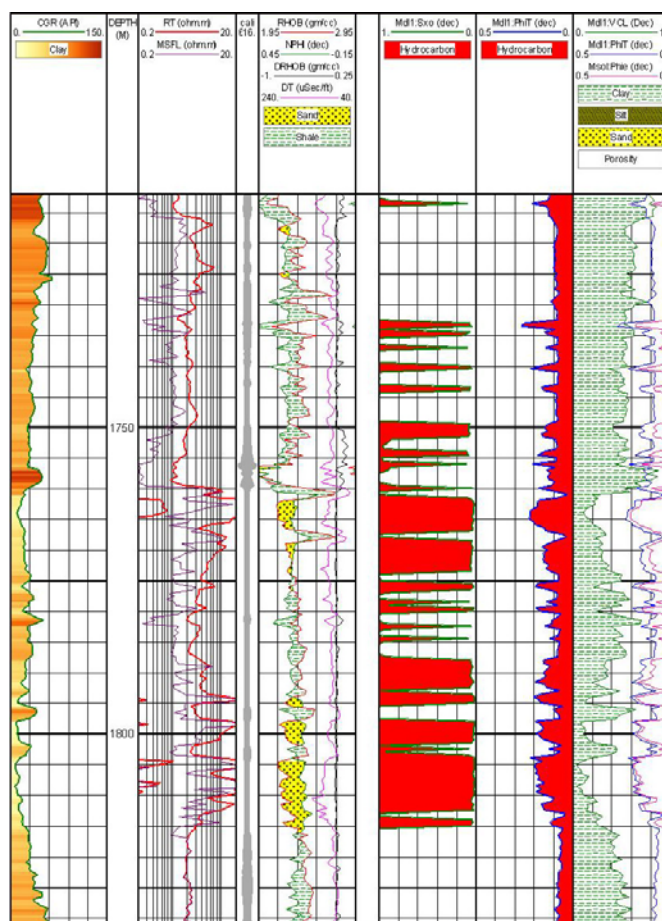 CGR (API)
0. 150.
Clay
DEPTH
(M)
RT (ohm.m)
0.2 20.
MSFL (ohm.m)
0.2 20.
cali
RHOB (gm/cc)
1.95 2.95
NPHI (dec)
0.45 -0.15
DRHOB (gm/cc)
-1. 0.25
DT (uSec/ft)
240. 40.
Sand
Shale
Mdl1:Sxo (dec)
1. 0.
Hydrocarbon
Mdl1:PhiT (dec)
0.5 0.
Hydrocarbon
Mdl1:VCL (dec)
Mdl1:PhiT (dec)
0.5
MsotPhie (dec)
0.5
Clay
Silt
Sand
Porosity
1750
1800